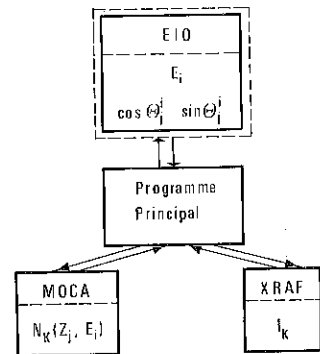 EIO
E_i
cos Θ_i^j sin Θ_i^j
Programme
Principal
MOCA
N_K(Z_j, E_i)
XRAF
f_K